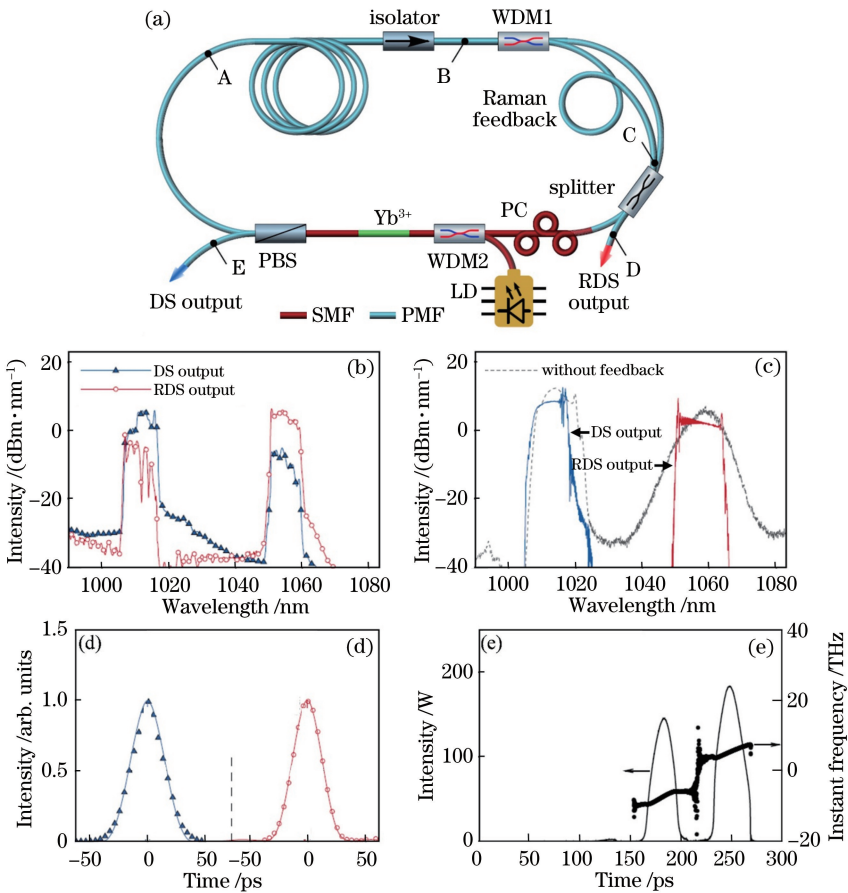 (a)
isolator
WDM1
A
B
Raman
feedback
C
splitter
PC
Yb³⁺
PBS
WDM2
E
D
DS output
LD
RDS
output
SMF
PMF
(b)
DS output
RDS output
Intensity /(dBm·nm⁻¹)
20
0
−20
−40
1000
1020
1040
1060
1080
Wavelength /nm
(c)
without feedback
DS output
RDS output
Intensity /(dBm·nm⁻¹)
20
0
−20
−40
1000
1020
1040
1060
1080
Wavelength /nm
(d)
(d)
Intensity /arb. units
1.5
1.0
0.5
0
−50
0
50
−50
0
50
Time /ps
(e)
(e)
Intensity /W
200
100
0
0
50
100
150
200
250
300
Time /ps
40
20
0
−20
Instant frequency /THz